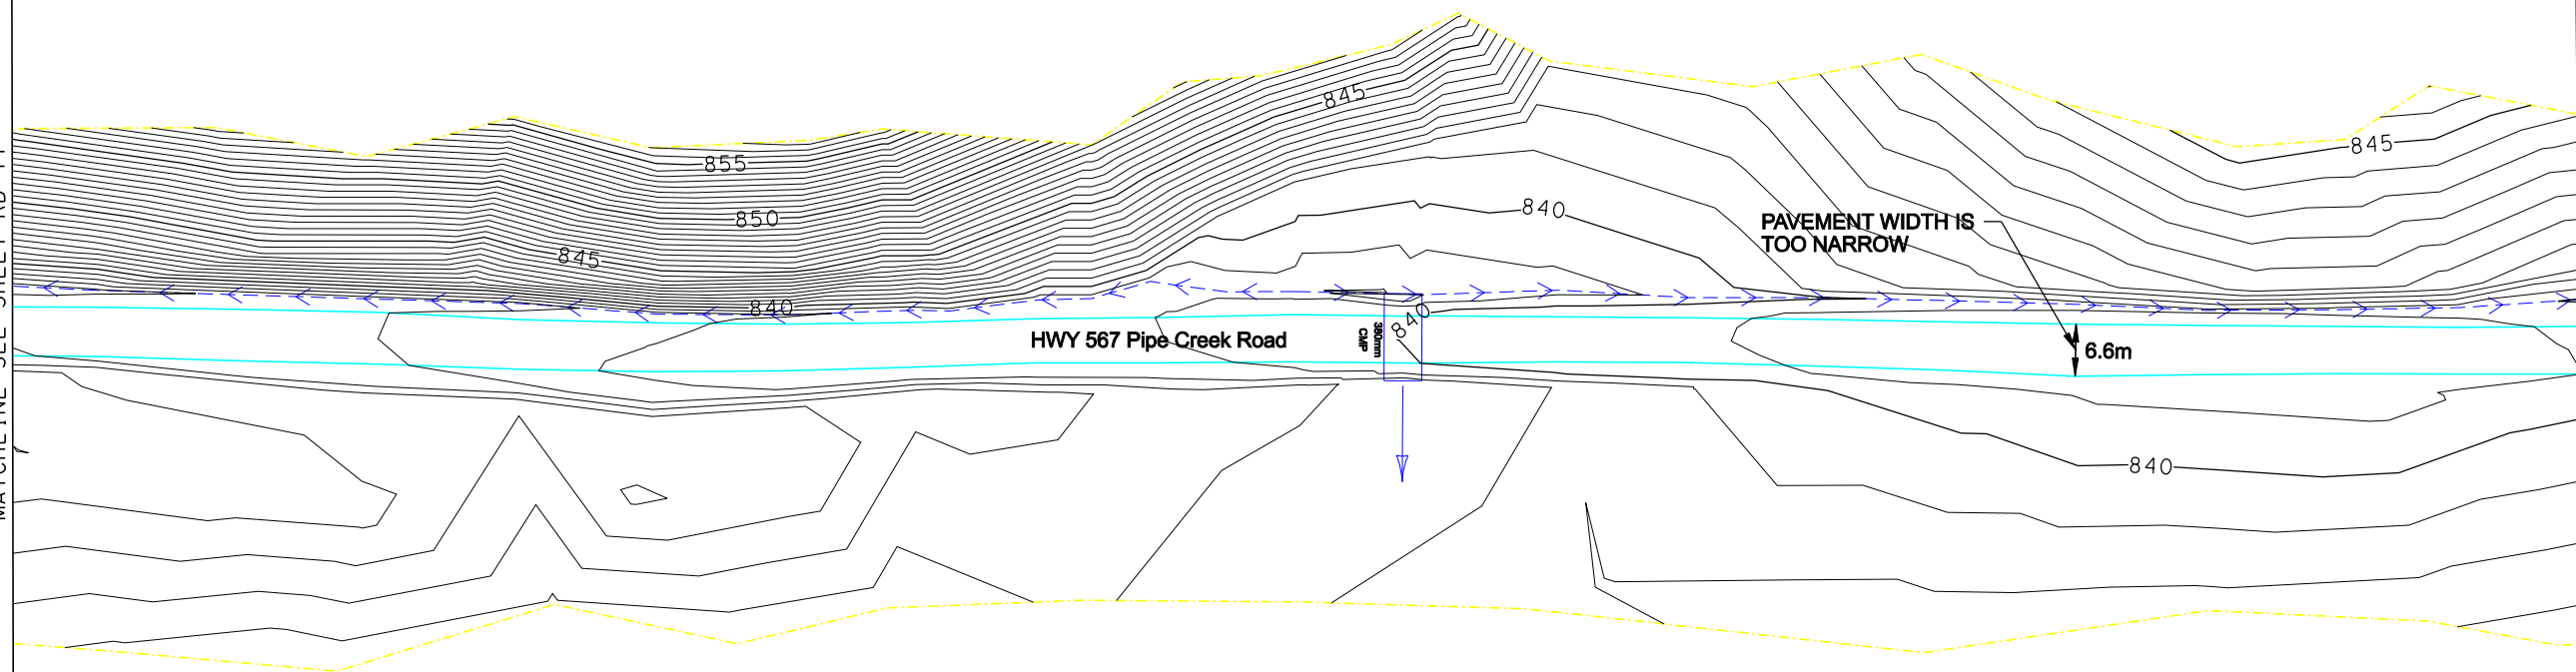 845
855
850
840
845
845
PAVEMENT WIDTH IS
TOO NARROW
840
840
HWY 567 Pipe Creek Road
380mm
CMP
6.6m
840